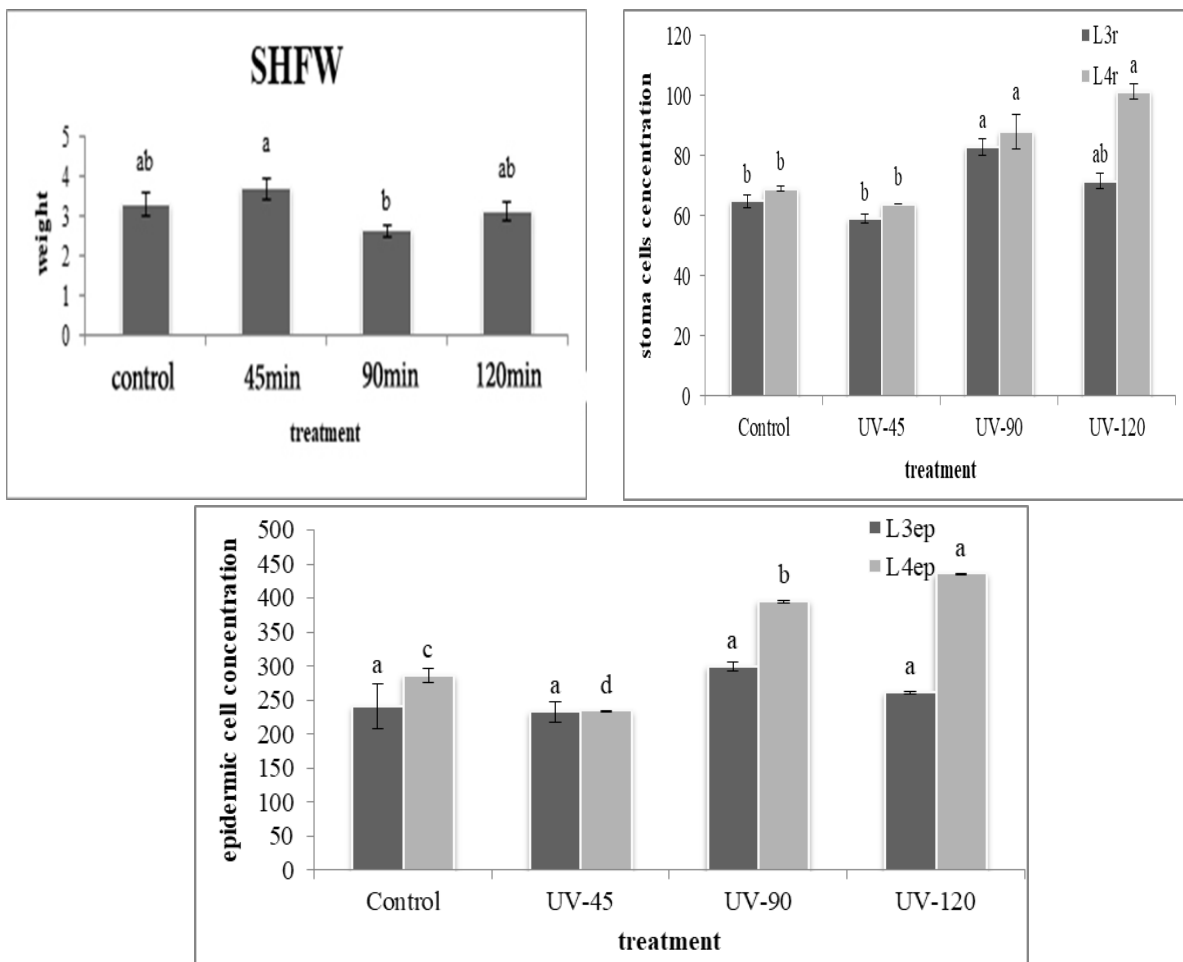 SHFW
weight
5
4
3
2
1
0
ab
a
b
ab
control 45min 90min 120min
treatment
stoma cells cencentration
120
100
80
60
40
20
0
L3r
L4r
b b b b a a ab a
Control UV-45 UV-90 UV-120
treatment
epidermic cell concentration
500
450
400
350
300
250
200
150
100
50
0
L3ep
L4ep
a c a d a b a a
Control UV-45 UV-90 UV-120
treatment